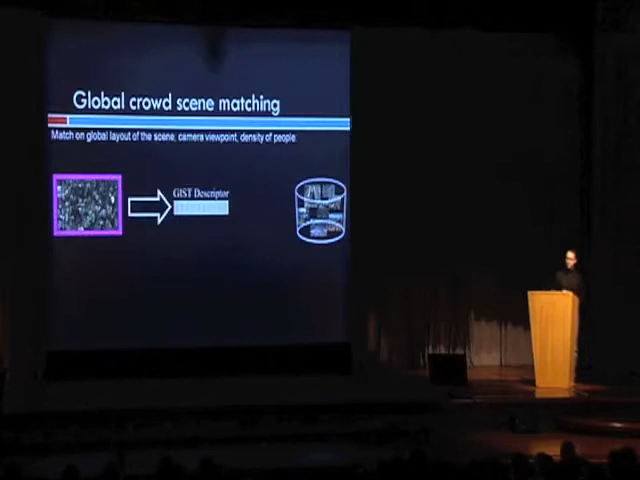 Global crowd scene matching
Match on global layout of the scene, camera viewpoint, density of people.
GIST Descriptor